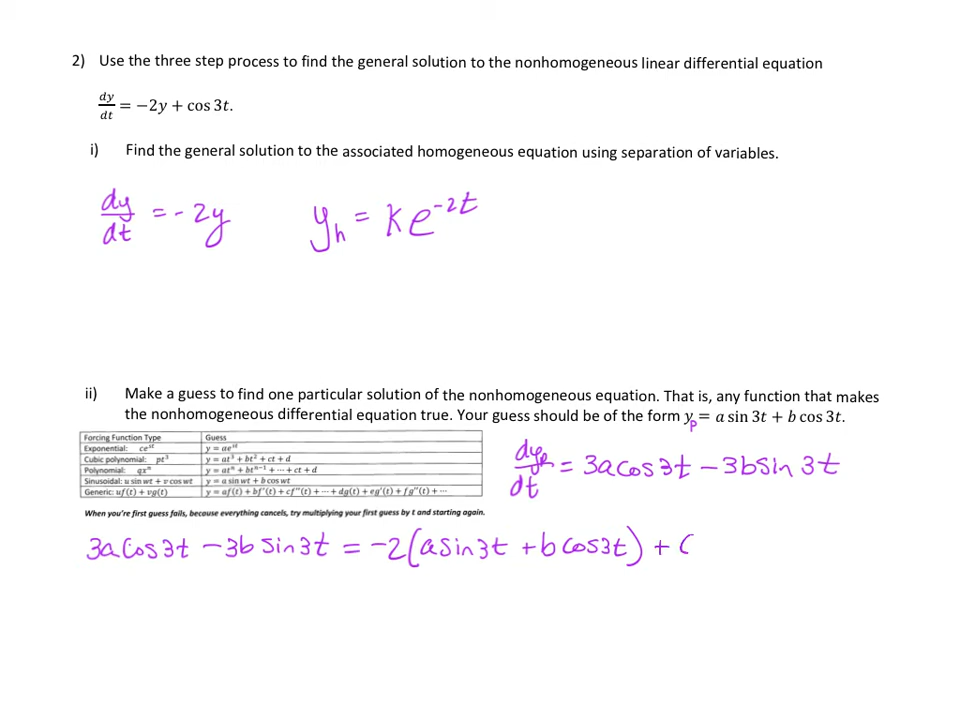 2) Use the three step process to find the general solution to the nonhomogeneous linear differential equation
dy/dt = −2y + cos 3t.
i) Find the general solution to the associated homogeneous equation using separation of variables.
dy/dt = -2y    y_h = ke^{-2t}
ii) Make a guess to find one particular solution of the nonhomogeneous equation. That is, any function that makes
the nonhomogeneous differential equation true. Your guess should be of the form y_p = a sin 3t + b cos 3t.
Forcing Function Type    Guess
Exponential: ce^{st}    y = ae^{st}
Cubic polynomial: pt^3    y = at^3 + bt^2 + ct + d
Polynomial: qx^n    y = at^n + bt^{n-1} + ⋯ + ct + d
Sinusoidal: u sin wt + v cos wt    y = a sin wt + b cos wt
Generic: uf(t) + vg(t)    y = af(t) + bf'(t) + cf''(t) + ⋯ + dg(t) + eg'(t) + fg''(t) + ⋯
dy_p/dt = 3a cos 3t - 3b sin 3t
When you're first guess fails, because everything cancels, try multiplying your first guess by t and starting again.
3a cos 3t - 3b sin 3t = -2(a sin 3t + b cos 3t) + C